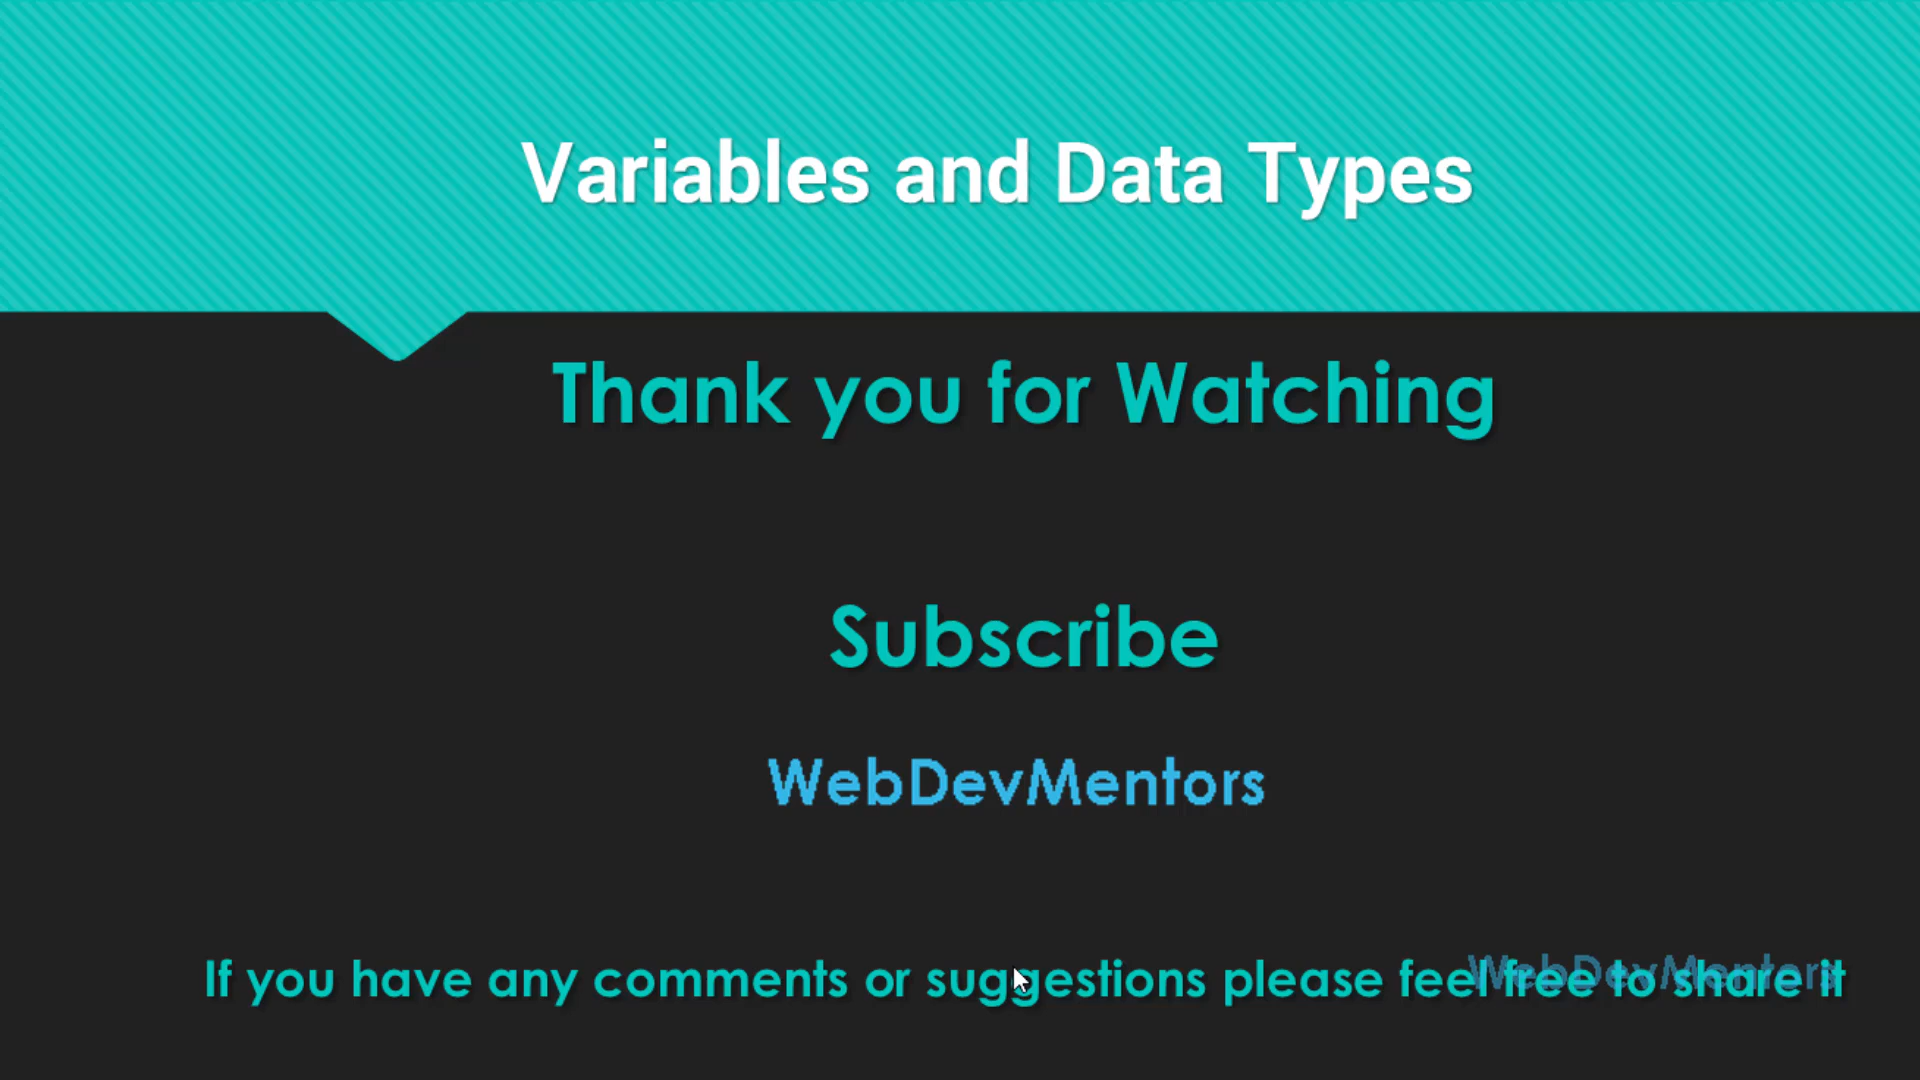 Variables and Data Types
Thank you for Watching
Subscribe
WebDevMentors
If you have any comments or suggestions please feel free to share it
WebDevMentors